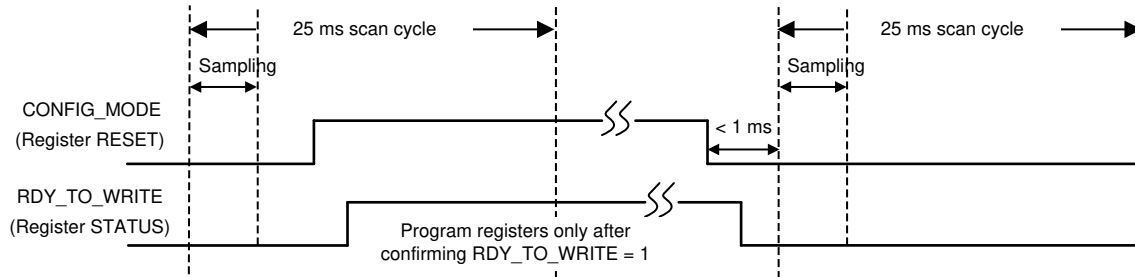 25 ms scan cycle
25 ms scan cycle
Sampling
Sampling
CONFIG_MODE
(Register RESET)
< 1 ms
RDY_TO_WRITE
(Register STATUS)
Program registers only after
confirming RDY_TO_WRITE = 1